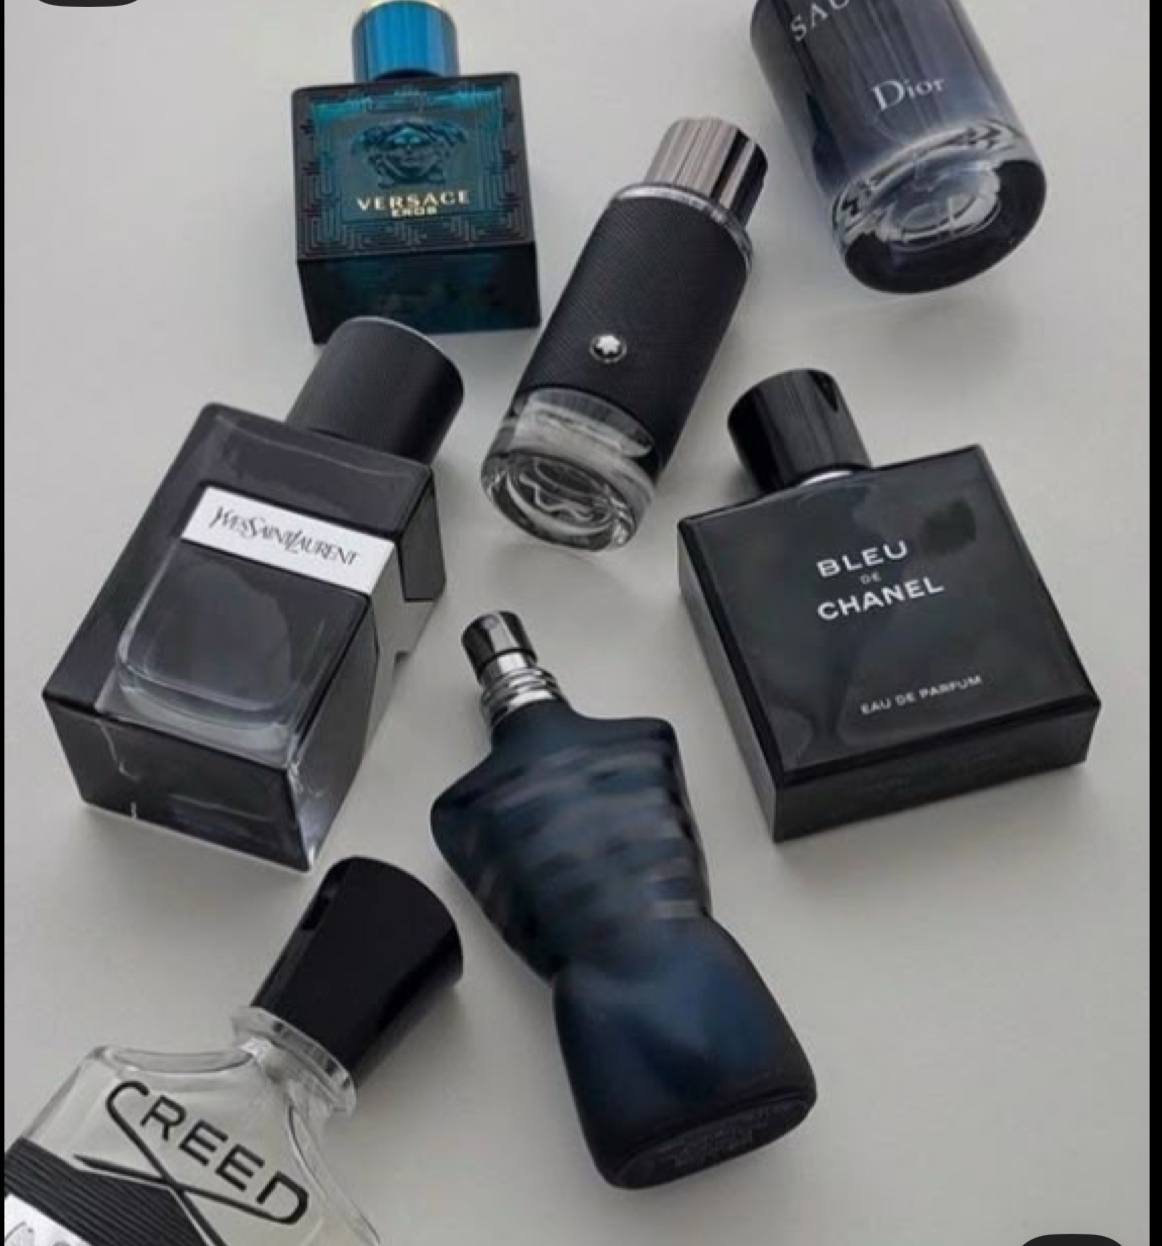 SAU
Dior
VERSACE
EROS
YVESSAINTLAURENT
BLEU
DE
CHANEL
EAU DE PARFUM
CREED